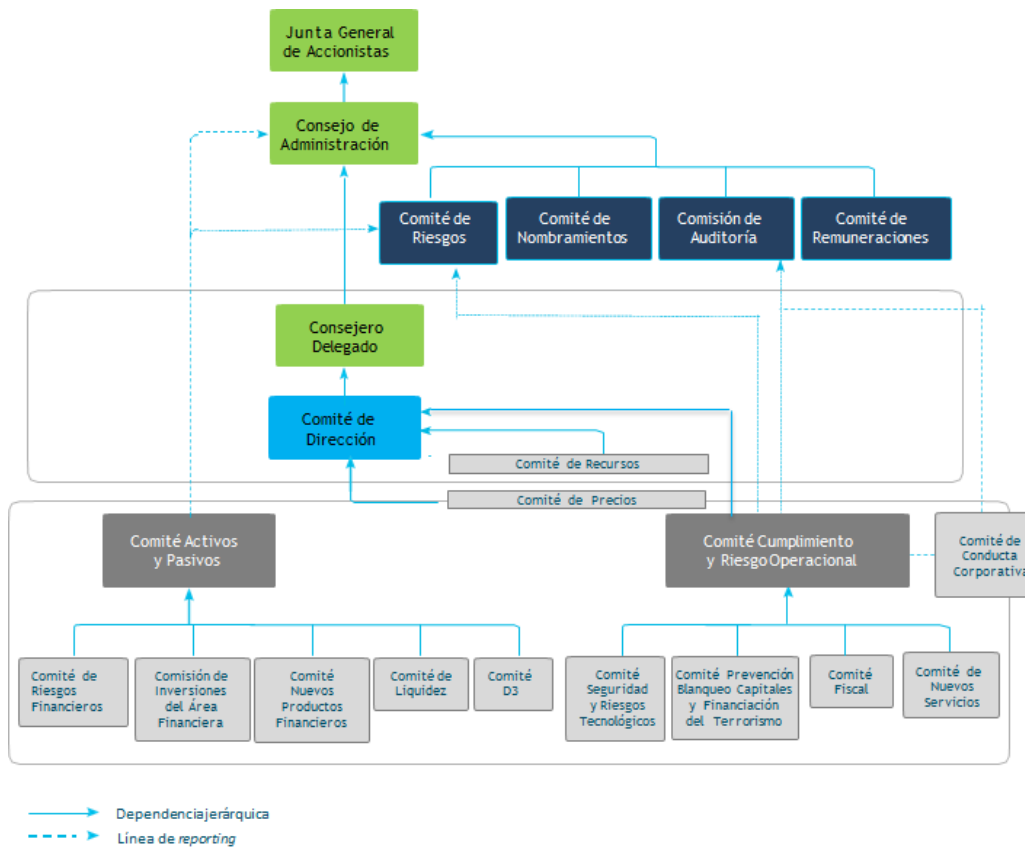 Junta General
de Accionistas
Consejo de
Administración
Comité de
Riesgos
Comité de
Nombramientos
Comisión de
Auditoría
Comité de
Remuneraciones
Consejero
Delegado
Comité de
Dirección
Comité de Recursos
Comité de Precios
Comité Activos
y Pasivos
Comité Cumplimiento
y Riesgo Operacional
Comité de
Conducta
Corporativa
Comité de
Riesgos
Financieros
Comisión de
Inversiones
del Área
Financiera
Comité
Nuevos
Productos
Financieros
Comité de
Liquidez
Comité
D3
Comité
Seguridad
y Riesgos
Tecnológicos
Comité Prevención
Blanqueo Capitales
y Financiación
del Terrorismo
Comité
Fiscal
Comité de
Nuevos
Servicios
Dependencia jerárquica
Línea de reporting